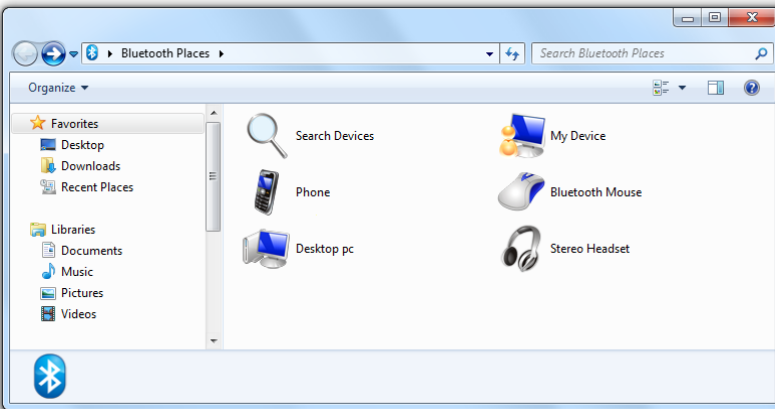 Bluetooth Places
Search Bluetooth Places
Organize
Favorites
Desktop
Downloads
Recent Places
Libraries
Documents
Music
Pictures
Videos
Search Devices
My Device
Phone
Bluetooth Mouse
Desktop pc
Stereo Headset